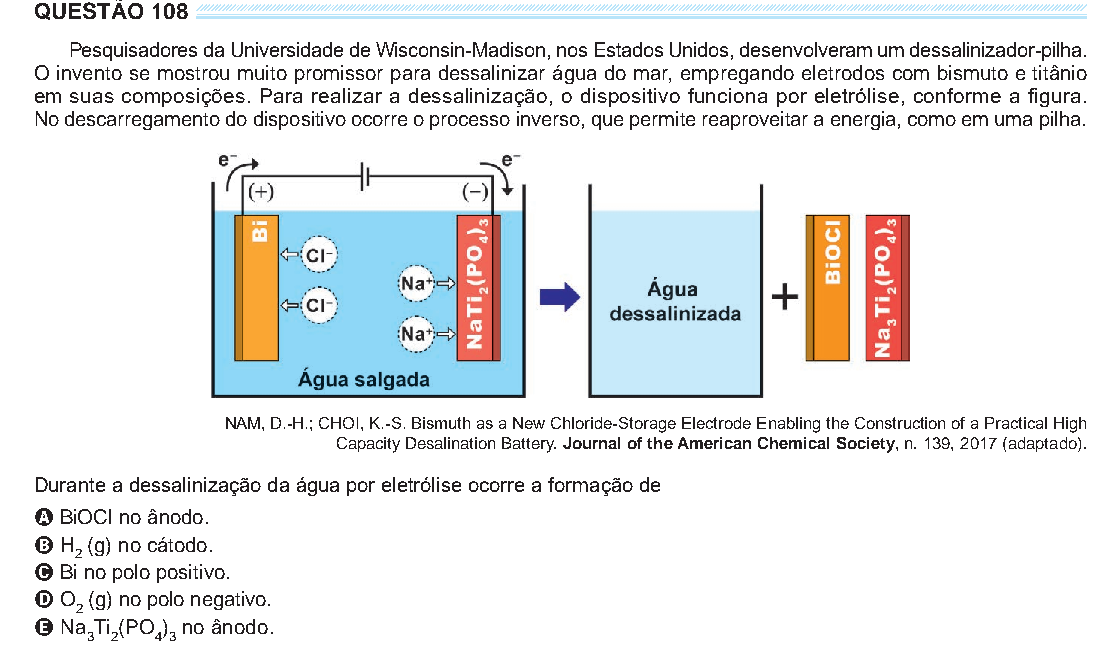 QUESTÃO 108
Pesquisadores da Universidade de Wisconsin-Madison, nos Estados Unidos, desenvolveram um dessalinizador-pilha.
O invento se mostrou muito promissor para dessalinizar água do mar, empregando eletrodos com bismuto e titânio
em suas composições. Para realizar a dessalinização, o dispositivo funciona por eletrólise, conforme a figura.
No descarregamento do dispositivo ocorre o processo inverso, que permite reaproveitar a energia, como em uma pilha.
e⁻ e⁻
(+) (−)
Bi
Cl⁻
Cl⁻
Na⁺
Na⁺
NaTi₂(PO₄)₃
Água salgada
Água
dessalinizada
+
BiOCl
Na₃Ti₂(PO₄)₃
NAM, D.-H.; CHOI, K.-S. Bismuth as a New Chloride-Storage Electrode Enabling the Construction of a Practical High
Capacity Desalination Battery. Journal of the American Chemical Society, n. 139, 2017 (adaptado).
Durante a dessalinização da água por eletrólise ocorre a formação de
A BiOCl no ânodo.
B H₂ (g) no cátodo.
C Bi no polo positivo.
D O₂ (g) no polo negativo.
E Na₃Ti₂(PO₄)₃ no ânodo.